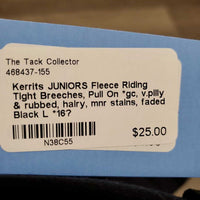 The Tack Collector
468437-155
Kerrits JUNIORS Fleece Riding
Tight Breeches, Pull On *gc, v.pilly
& rubbed, hairy, mnr stains, faded
Black L *16?
$25.00
N38C55